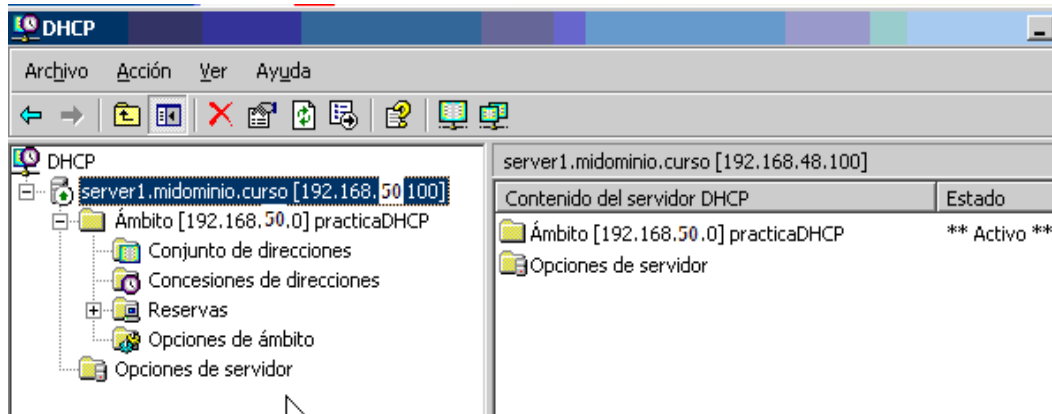 DHCP
Archivo Acción Ver Ayuda
DHCP
server1.midominio.curso [192.168.50 100]
Ámbito [192.168.50.0] practicaDHCP
Conjunto de direcciones
Concesiones de direcciones
Reservas
Opciones de ámbito
Opciones de servidor
server1.midominio.curso [192.168.48.100]
Contenido del servidor DHCP Estado
Ámbito [192.168.50.0] practicaDHCP ** Activo **
Opciones de servidor